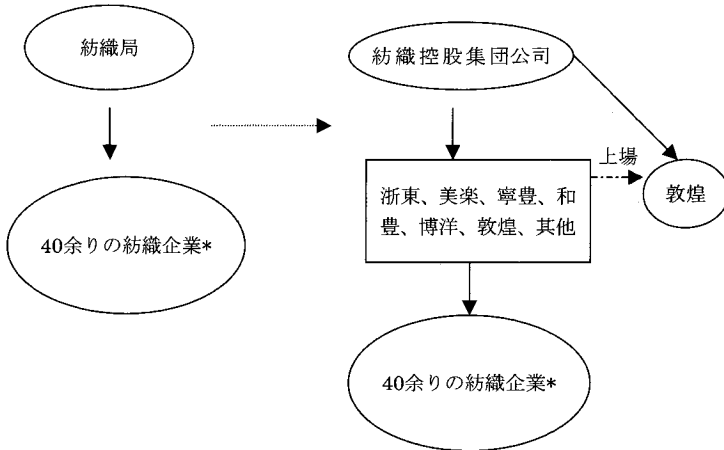 紡織局
40余りの紡織企業*
紡織控股集団公司
上場
敦煌
浙東、美楽、寧豊、和
豊、博洋、敦煌、其他
40余りの紡織企業*